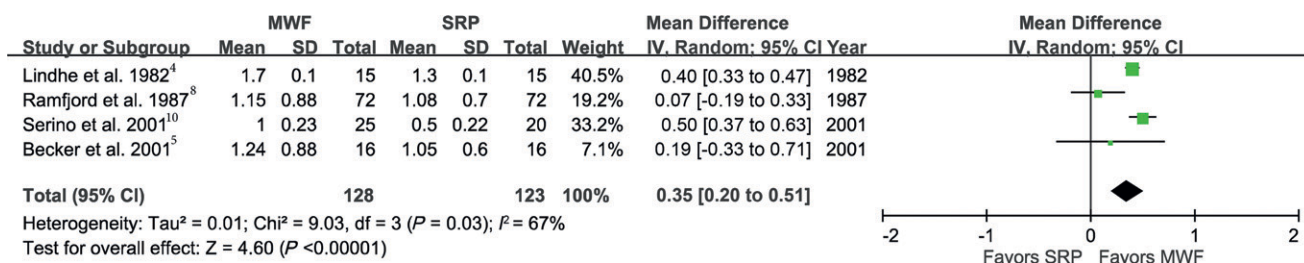 MWF SRP Mean Difference Mean Difference
Study or Subgroup Mean SD Total Mean SD Total Weight IV, Random; 95% CI Year IV, Random; 95% CI
Lindhe et al. 1982⁴ 1.7 0.1 15 1.3 0.1 15 40.5% 0.40 [0.33 to 0.47] 1982
Ramfjord et al. 1987⁸ 1.15 0.88 72 1.08 0.7 72 19.2% 0.07 [-0.19 to 0.33] 1987
Serino et al. 2001¹⁰ 1 0.23 25 0.5 0.22 20 33.2% 0.50 [0.37 to 0.63] 2001
Becker et al. 2001⁵ 1.24 0.88 16 1.05 0.6 16 7.1% 0.19 [-0.33 to 0.71] 2001
Total (95% CI) 128 123 100% 0.35 [0.20 to 0.51]
Heterogeneity: Tau² = 0.01; Chi² = 9.03, df = 3 (P = 0.03); I² = 67%
Test for overall effect: Z = 4.60 (P <0.00001)
-2 -1 0 1 2
Favors SRP Favors MWF